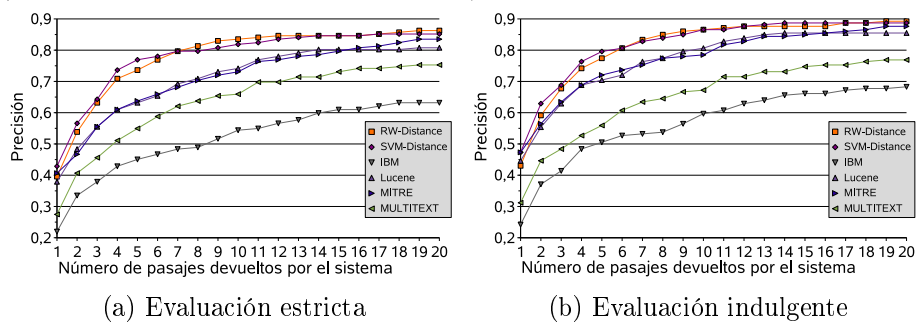 0,9
0,8
0,7
0,6
0,5
0,4
0,3
0,2
Precisión
RW-Distance
SVM-Distance
IBM
Lucene
MITRE
MULTITEXT
1 2 3 4 5 6 7 8 9 10 11 12 13 14 15 16 17 18 19 20
Número de pasajes devueltos por el sistema
(a) Evaluación estricta
0,9
0,8
0,7
0,6
0,5
0,4
0,3
0,2
Precisión
RW-Distance
SVM-Distance
IBM
Lucene
MITRE
MULTITEXT
1 2 3 4 5 6 7 8 9 10 11 12 13 14 15 16 17 18 19 20
Número de pasajes devueltos por el sistema
(b) Evaluación indulgente